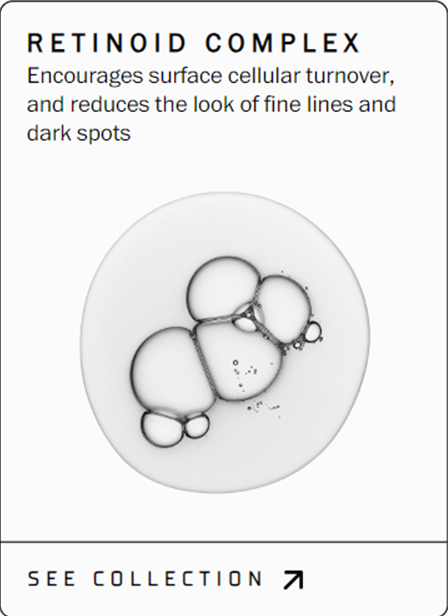 RETINOID COMPLEX
Encourages surface cellular turnover,
and reduces the look of fine lines and
dark spots
SEE COLLECTION